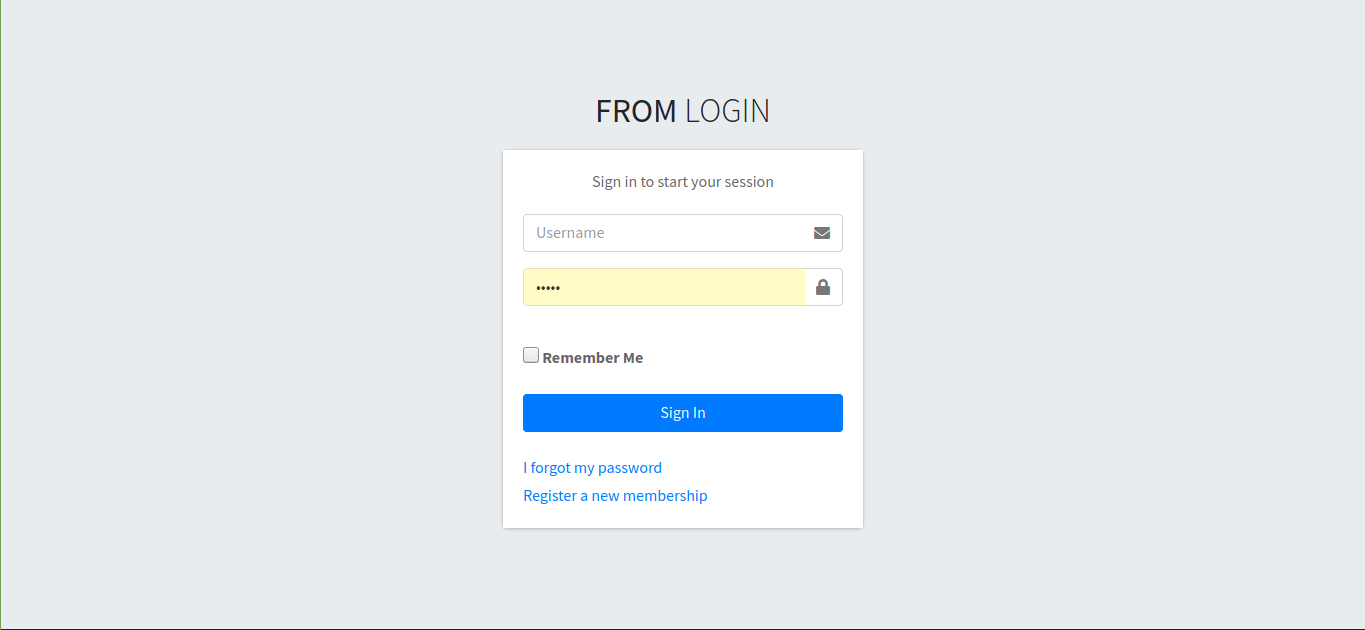 FROM LOGIN
Sign in to start your session
Username
•••••
Remember Me
Sign In
I forgot my password
Register a new membership